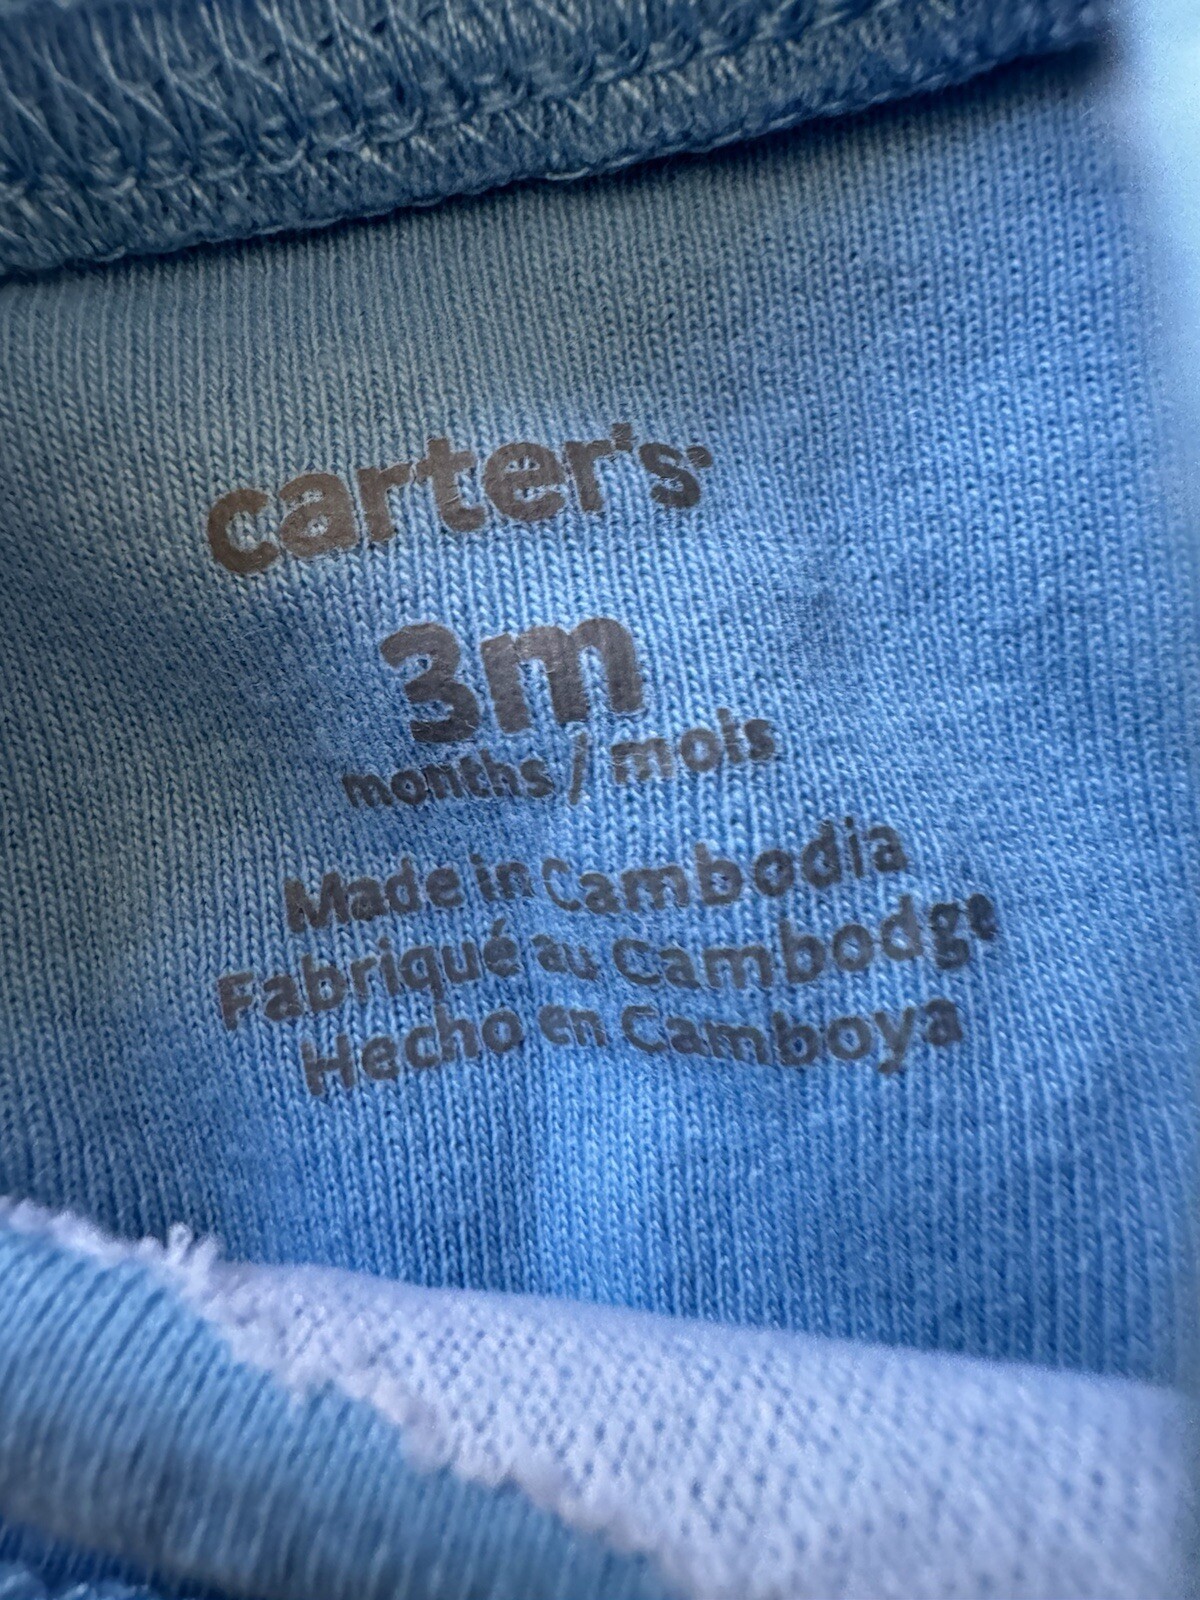 carter's
3m
months / mois
Made in Cambodia
Fabriqué au Cambodge
Hecho en Camboya